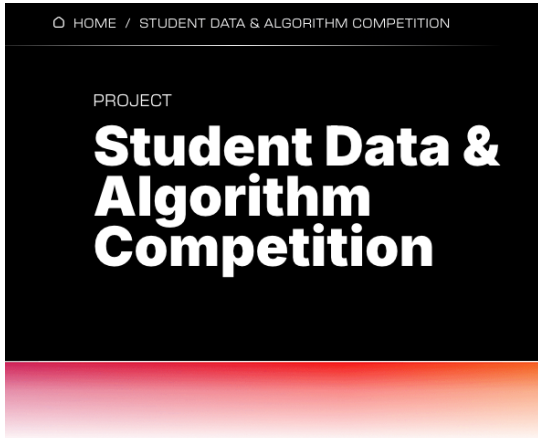 HOME / STUDENT DATA & ALGORITHM COMPETITION
PROJECT
Student Data &
Algorithm
Competition